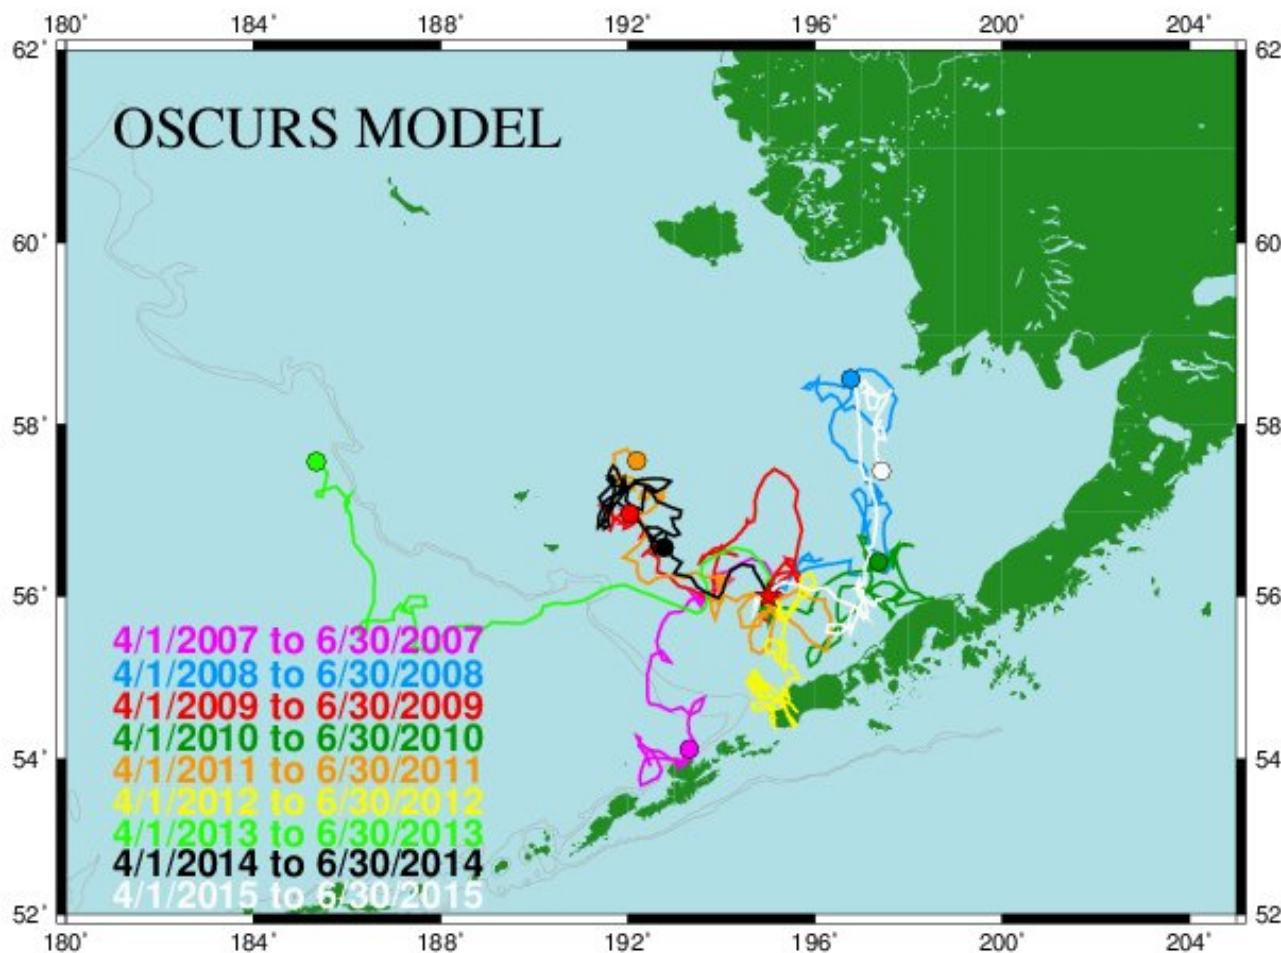 180° 184° 188° 192° 196° 200° 204°
62° 62
OSCURS MODEL
60° 60
58° 58
56° 56
4/1/2007 to 6/30/2007
4/1/2008 to 6/30/2008
4/1/2009 to 6/30/2009
4/1/2010 to 6/30/2010
54° 54
4/1/2011 to 6/30/2011
4/1/2012 to 6/30/2012
4/1/2013 to 6/30/2013
4/1/2014 to 6/30/2014
4/1/2015 to 6/30/2015
52° 52
180° 184° 188° 192° 196° 200° 204°